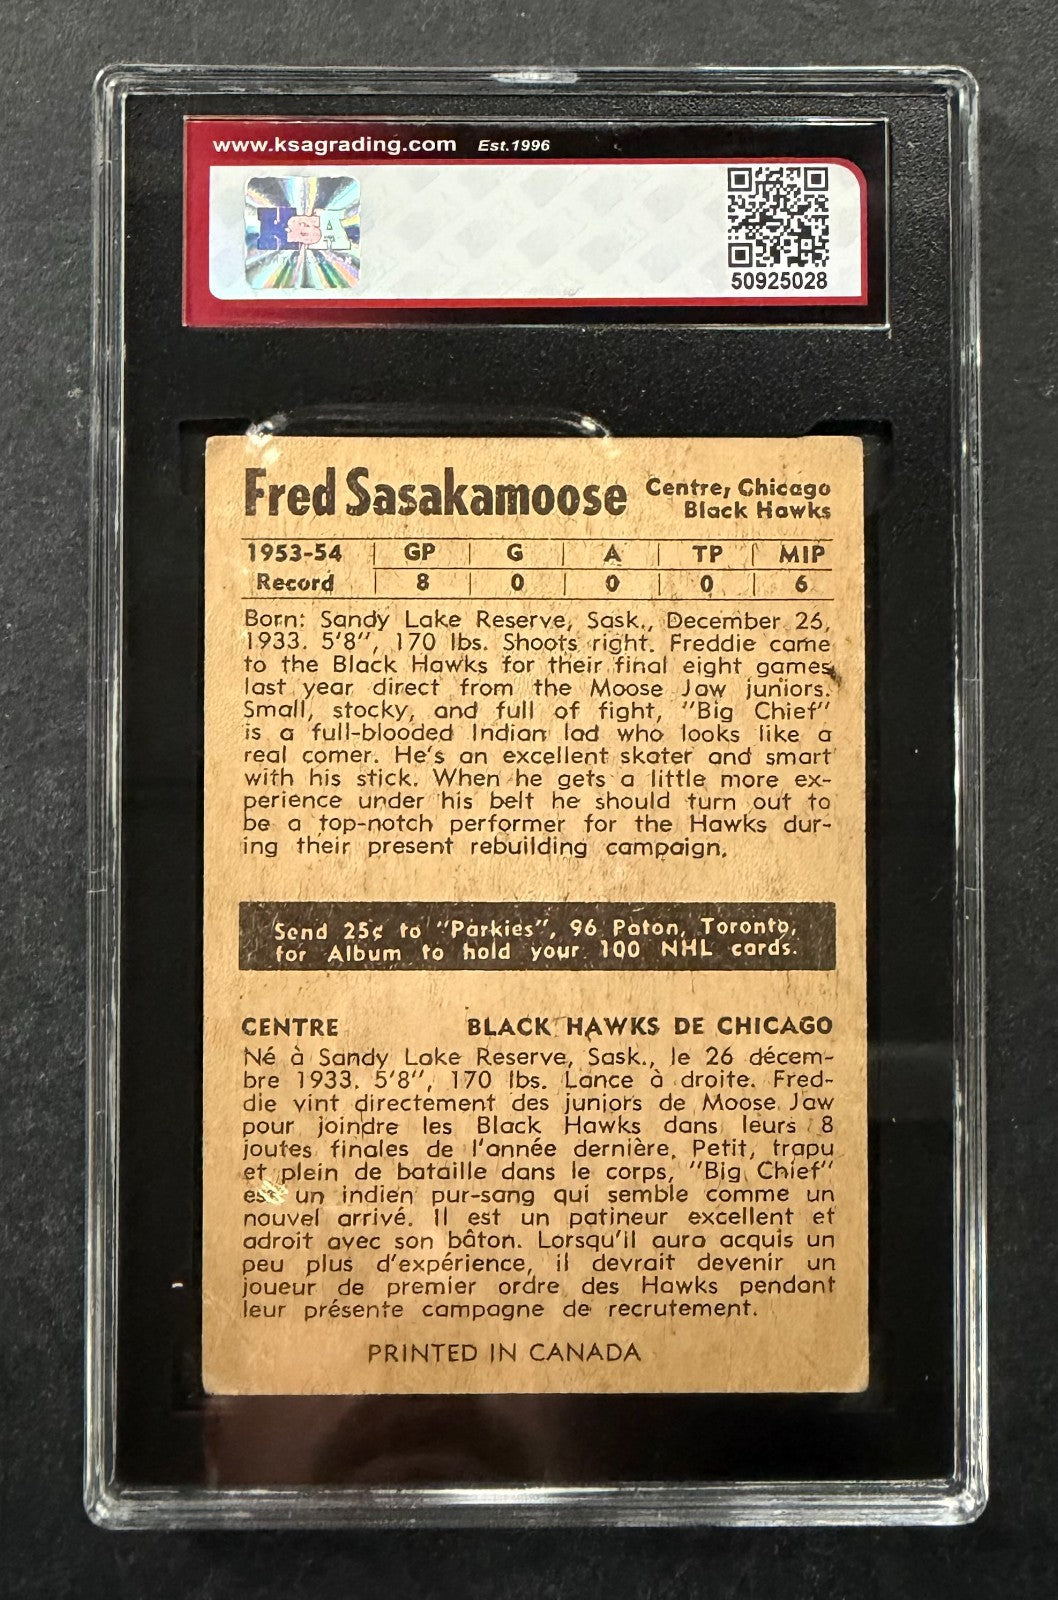 www.ksagrading.com Est.1996
KSA
50925028
Fred Sasakamoose Centre, Chicago
Black Hawks
1953-54 GP G A TP MIP
Record 8 0 0 0 6
Born: Sandy Lake Reserve, Sask., December 26,
1933. 5'8", 170 lbs. Shoots right. Freddie came
to the Black Hawks for their final eight games
last year direct from the Moose Jaw juniors.
Small, stocky, and full of fight, "Big Chief"
is a full-blooded Indian lad who looks like a
real comer. He's an excellent skater and smart
with his stick. When he gets a little more ex-
perience under his belt he should turn out to
be a top-notch performer for the Hawks dur-
ing their present rebuilding campaign.
Send 25¢ to "Parkies", 96 Paton, Toronto,
for Album to hold your 100 NHL cards.
CENTRE BLACK HAWKS DE CHICAGO
Né à Sandy Lake Reserve, Sask., le 26 décem-
bre 1933. 5'8", 170 lbs. Lance à droite. Fred-
die vint directement des juniors de Moose Jaw
pour joindre les Black Hawks dans leurs 8
joutes finales de l'année dernière. Petit, trapu
et plein de bataille dans le corps, "Big Chief"
est un indien pur-sang qui semble comme un
nouvel arrivé. Il est un patineur excellent et
adroit avec son bâton. Lorsqu'il aura acquis un
peu plus d'expérience, il devrait devenir un
joueur de premier ordre des Hawks pendant
leur présente campagne de recrutement.
PRINTED IN CANADA